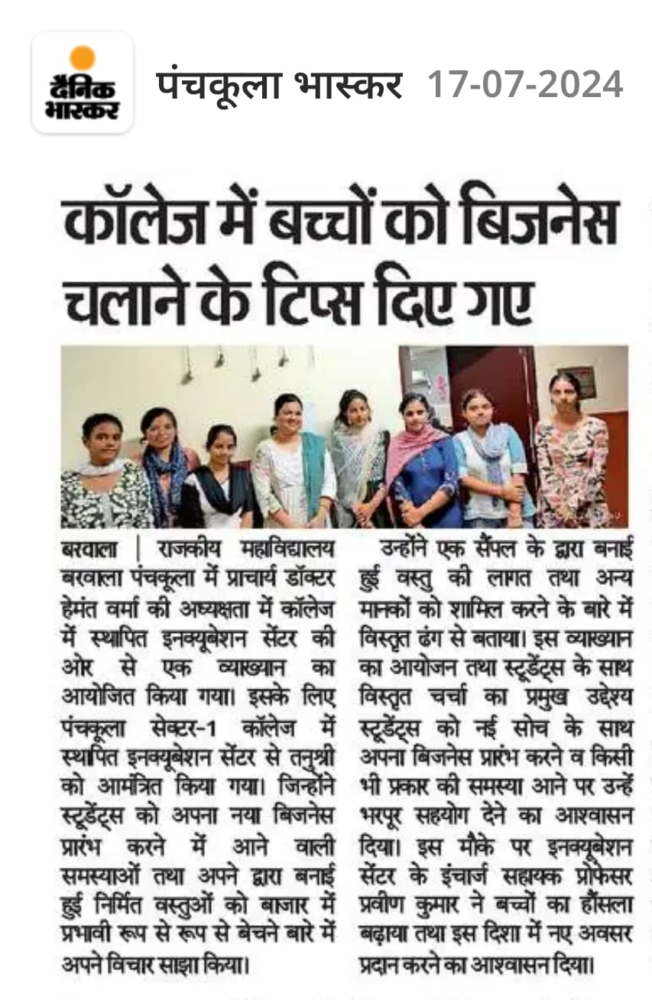 दैनिक
भास्कर
पंचकूला भास्कर 17-07-2024
कॉलेज में बच्चों को बिजनेस
चलाने के टिप्स दिए गए
बरवाला | राजकीय महाविद्यालय
बरवाला पंचकूला में प्राचार्य डॉक्टर
हेमंत वर्मा की अध्यक्षता में कॉलेज
में स्थापित इनक्यूबेशन सेंटर की
ओर से एक व्याख्यान का
आयोजित किया गया। इसके लिए
पंचकूला सेक्टर-1 कॉलेज में
स्थापित इनक्यूबेशन सेंटर से तनुश्री
को आमंत्रित किया गया। जिन्होंने
स्टूडेंट्स को अपना नया बिजनेस
प्रारंभ करने में आने वाली
समस्याओं तथा अपने द्वारा बनाई
हुई निर्मित वस्तुओं को बाजार में
प्रभावी रूप से रूप से बेचने बारे में
अपने विचार साझा किया।
उन्होंने एक सैंपल के द्वारा बनाई
हुई वस्तु की लागत तथा अन्य
मानकों को शामिल करने के बारे में
विस्तृत ढंग से बताया। इस व्याख्यान
का आयोजन तथा स्टूडेंट्स के साथ
विस्तृत चर्चा का प्रमुख उद्देश्य
स्टूडेंट्स को नई सोच के साथ
अपना बिजनेस प्रारंभ करने व किसी
भी प्रकार की समस्या आने पर उन्हें
भरपूर सहयोग देने का आश्वासन
दिया। इस मौके पर इनक्यूबेशन
सेंटर के इंचार्ज सहायक प्रोफेसर
प्रवीण कुमार ने बच्चों का हौंसला
बढ़ाया तथा इस दिशा में नए अवसर
प्रदान करने का आश्वासन दिया।